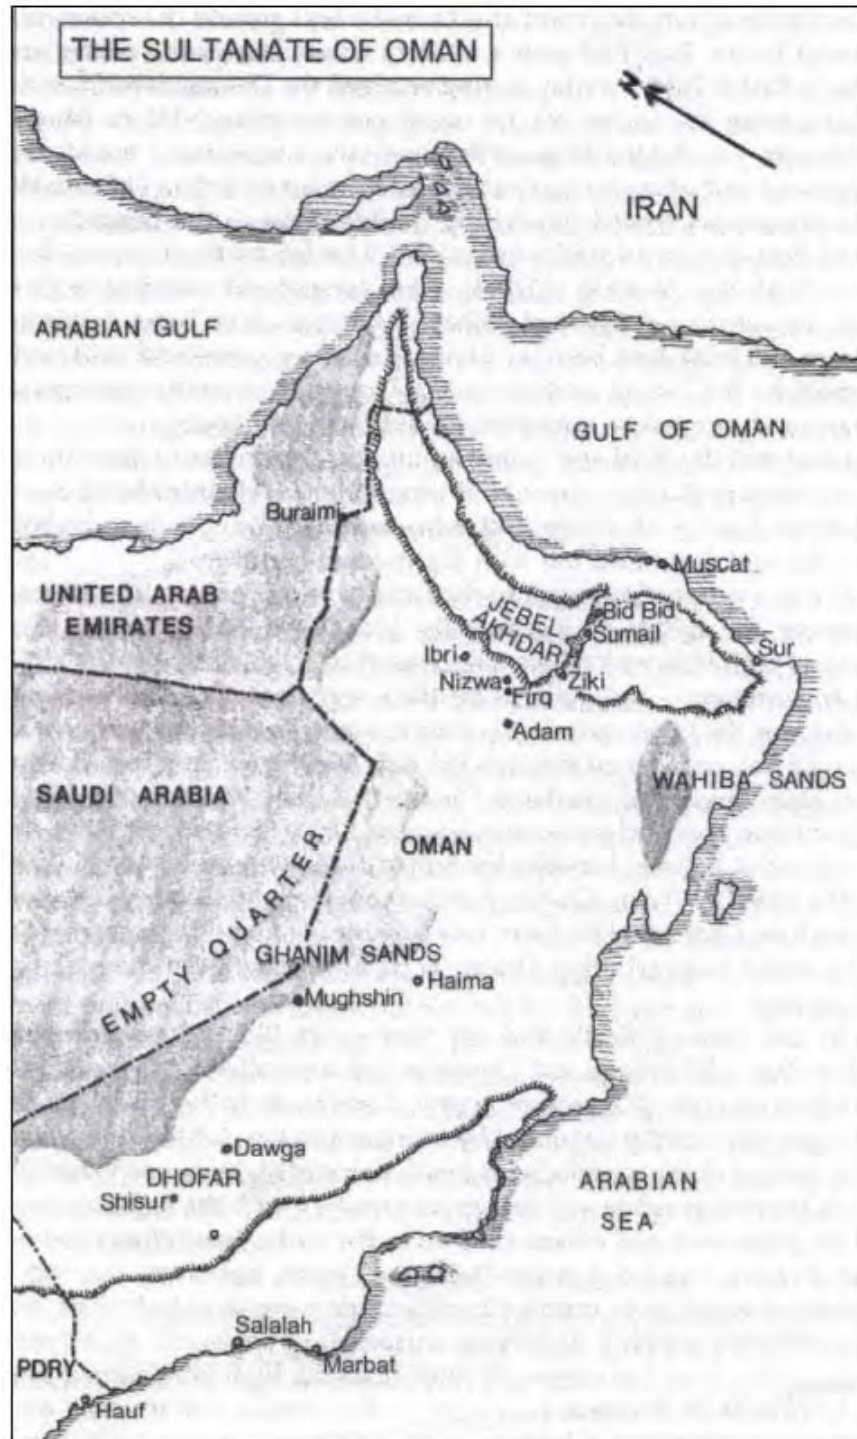 THE SULTANATE OF OMAN
N
IRAN
ARABIAN GULF
GULF OF OMAN
Buraimi
Muscat
UNITED ARAB
EMIRATES
JEBEL
AKHDAR
Bid Bid
Sumail
Sur
Ibri
Nizwa
Ziki
Firq
Adam
SAUDI ARABIA
WAHIBA SANDS
OMAN
EMPTY QUARTER
GHANIM SANDS
Haima
Mughshin
Dawga
DHOFAR
Shisur
ARABIAN
SEA
Salalah
Marbat
PDRY
Hauf